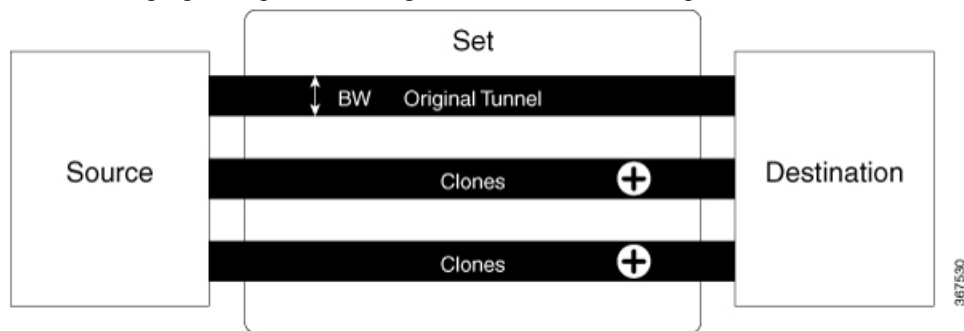 Set
BW Original Tunnel
Source
Clones
Destination
Clones
367530